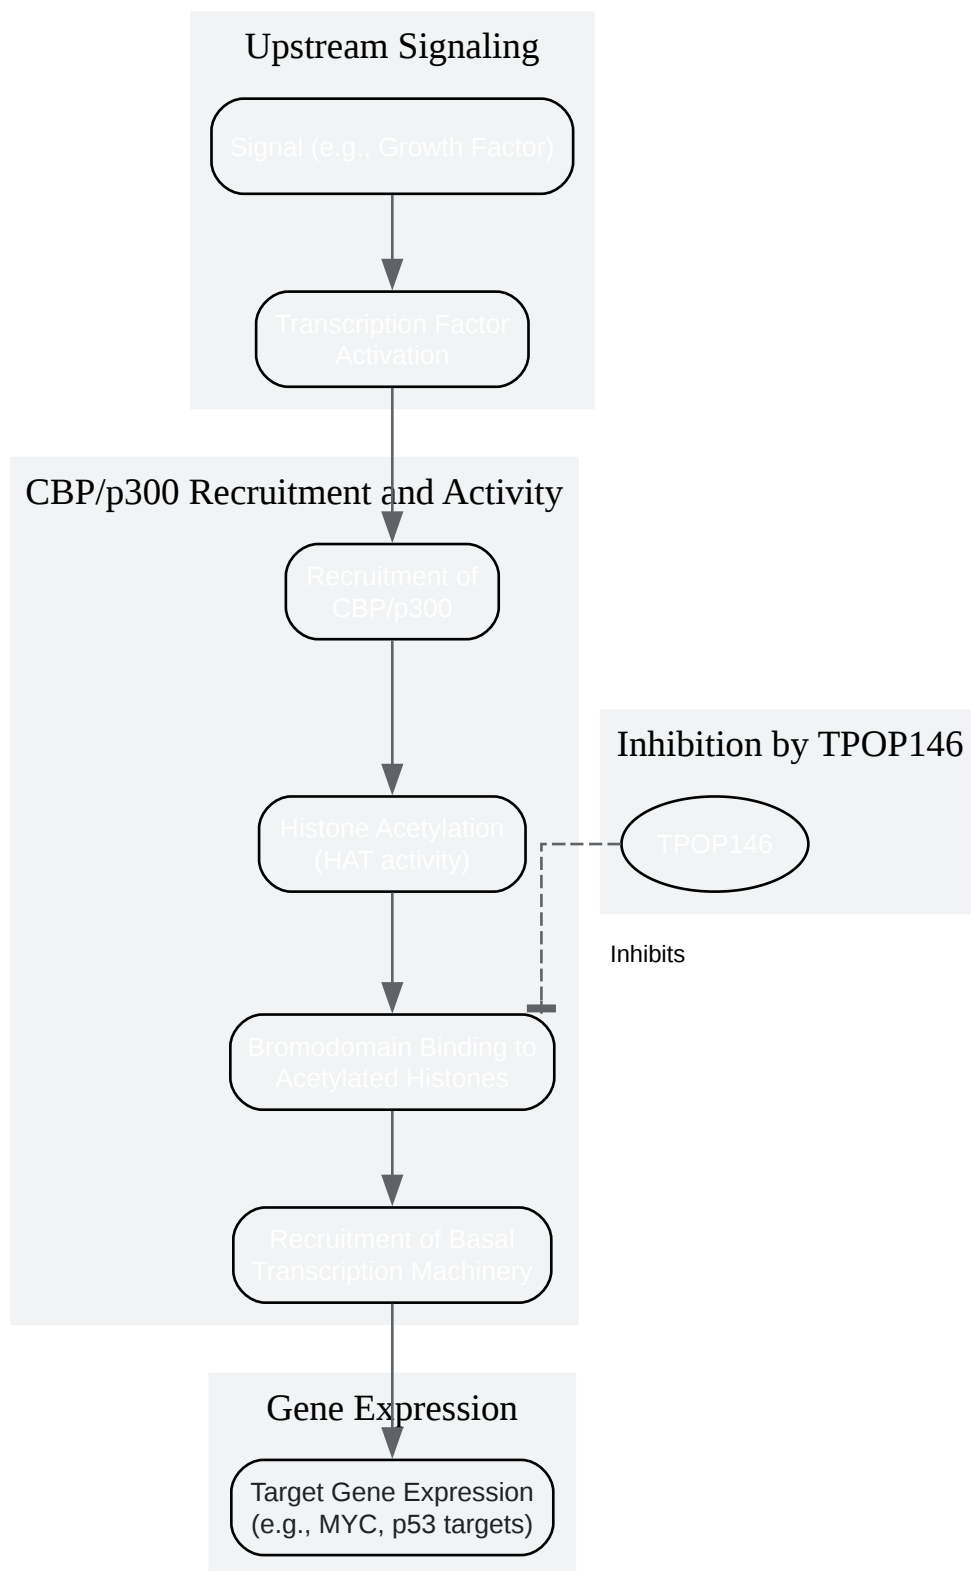 Upstream Signaling
Signal (e.g., Growth Factor)
Transcription Factor
Activation
CBP/p300 Recruitment and Activity
Recruitment of
CBP/p300
Inhibition by TPOP146
Histone Acetylation
(HAT activity)
TPOP146
Inhibits
Bromodomain Binding to
Acetylated Histones
Recruitment of Basal
Transcription Machinery
Gene Expression
Target Gene Expression
(e.g., MYC, p53 targets)